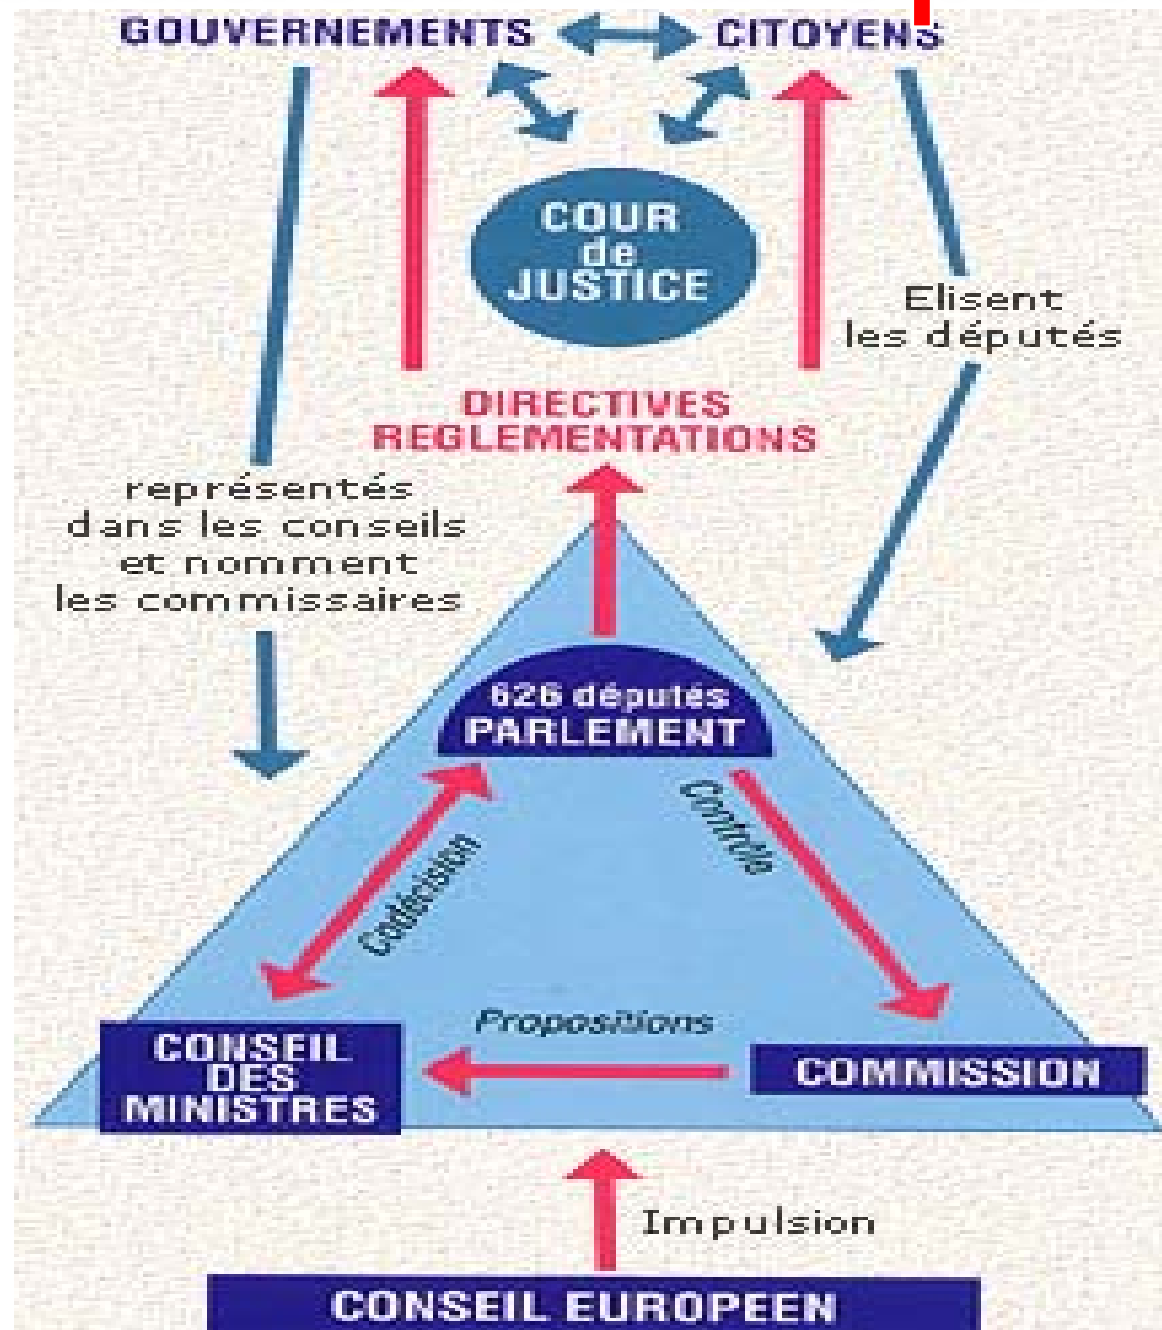 GOUVERNEMENTS
CITOYENS
COUR
de
JUSTICE
Elisent
les députés
DIRECTIVES
REGLEMENTATIONS
représentés
dans les conseils
et nomment
les commissaires
626 députés
PARLEMENT
Codécision
Contrôle
Propositions
CONSEIL
DES
MINISTRES
COMMISSION
Impulsion
CONSEIL EUROPEEN